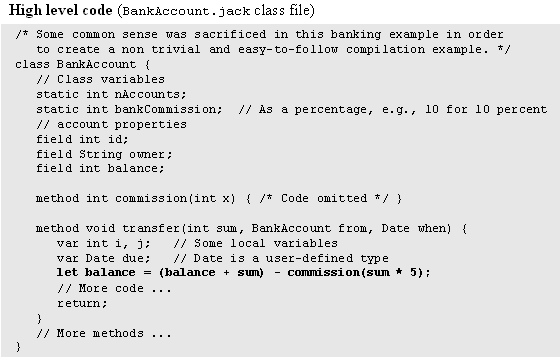 High level code (BankAccount.jack class file)
/* Some common sense was sacrificed in this banking example in order
   to create a non trivial and easy-to-follow compilation example. */
class BankAccount {
   // Class variables
   static int nAccounts;
   static int bankCommission;  // As a percentage, e.g., 10 for 10 percent
   // account properties
   field int id;
   field String owner;
   field int balance;

   method int commission(int x) { /* Code omitted */ }

   method void transfer(int sum, BankAccount from, Date when) {
      var int i, j;   // Some local variables
      var Date due;   // Date is a user-defined type
      let balance = (balance + sum) - commission(sum * 5);
      // More code ...
      return;
   }
   // More methods ...
}